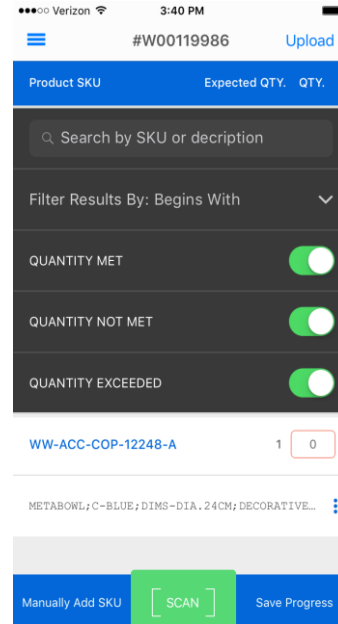 Verizon 3:40 PM
#W00119986 Upload
Product SKU Expected QTY. QTY.
Search by SKU or decription
Filter Results By: Begins With
QUANTITY MET
QUANTITY NOT MET
QUANTITY EXCEEDED
WW-ACC-COP-12248-A 1 0
METABOWL;C-BLUE;DIMS-DIA.24CM;DECORATIVE…
Manually Add SKU SCAN Save Progress